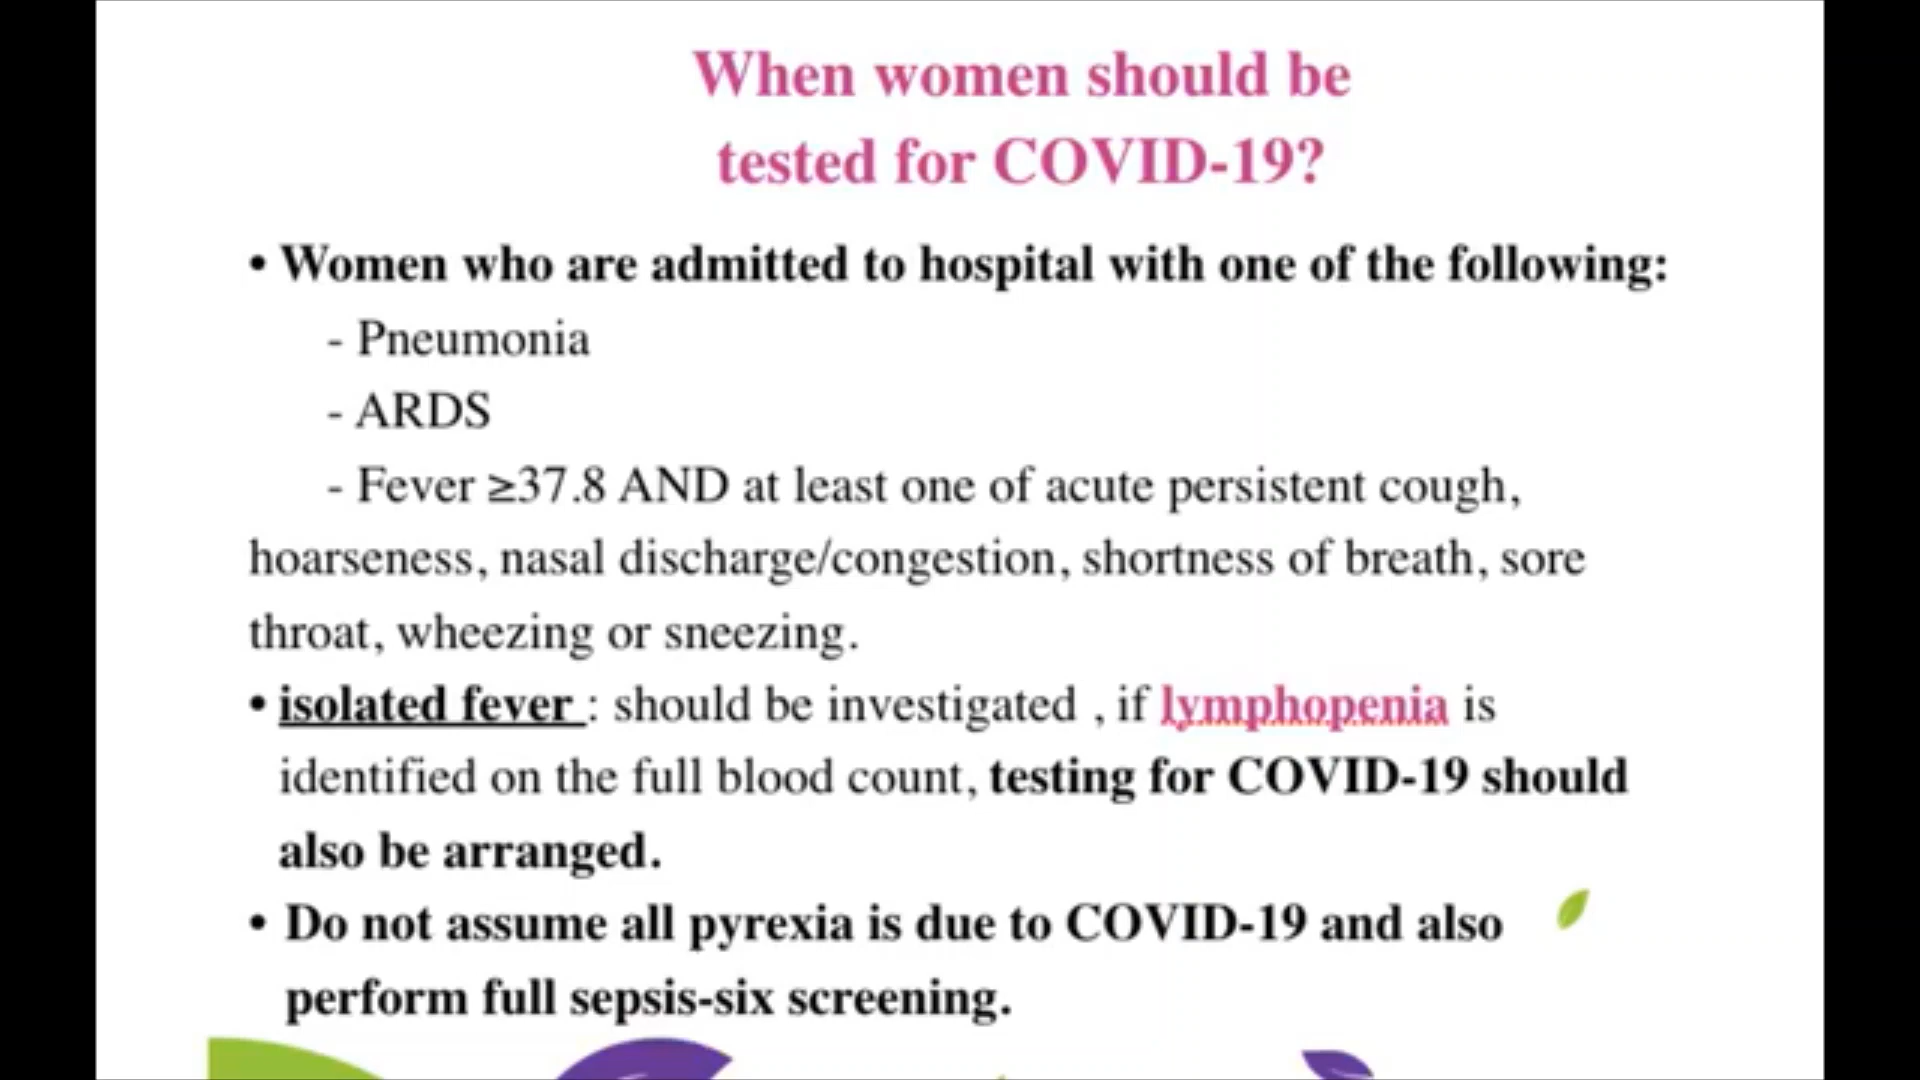 When women should be
tested for COVID-19?
• Women who are admitted to hospital with one of the following:
- Pneumonia
- ARDS
- Fever ≥37.8 AND at least one of acute persistent cough,
hoarseness, nasal discharge/congestion, shortness of breath, sore
throat, wheezing or sneezing.
• isolated fever : should be investigated , if lymphopenia is
identified on the full blood count, testing for COVID-19 should
also be arranged.
• Do not assume all pyrexia is due to COVID-19 and also
perform full sepsis-six screening.